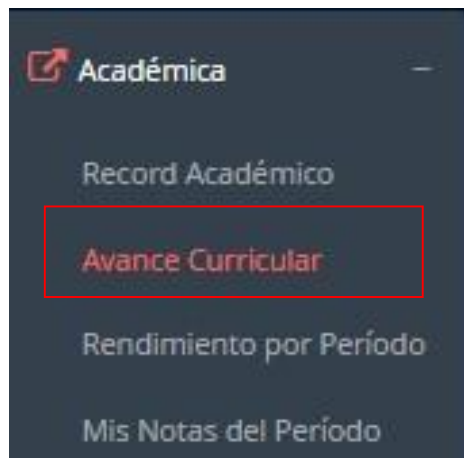 Académica
Record Académico
Avance Curricular
Rendimiento por Período
Mis Notas del Período